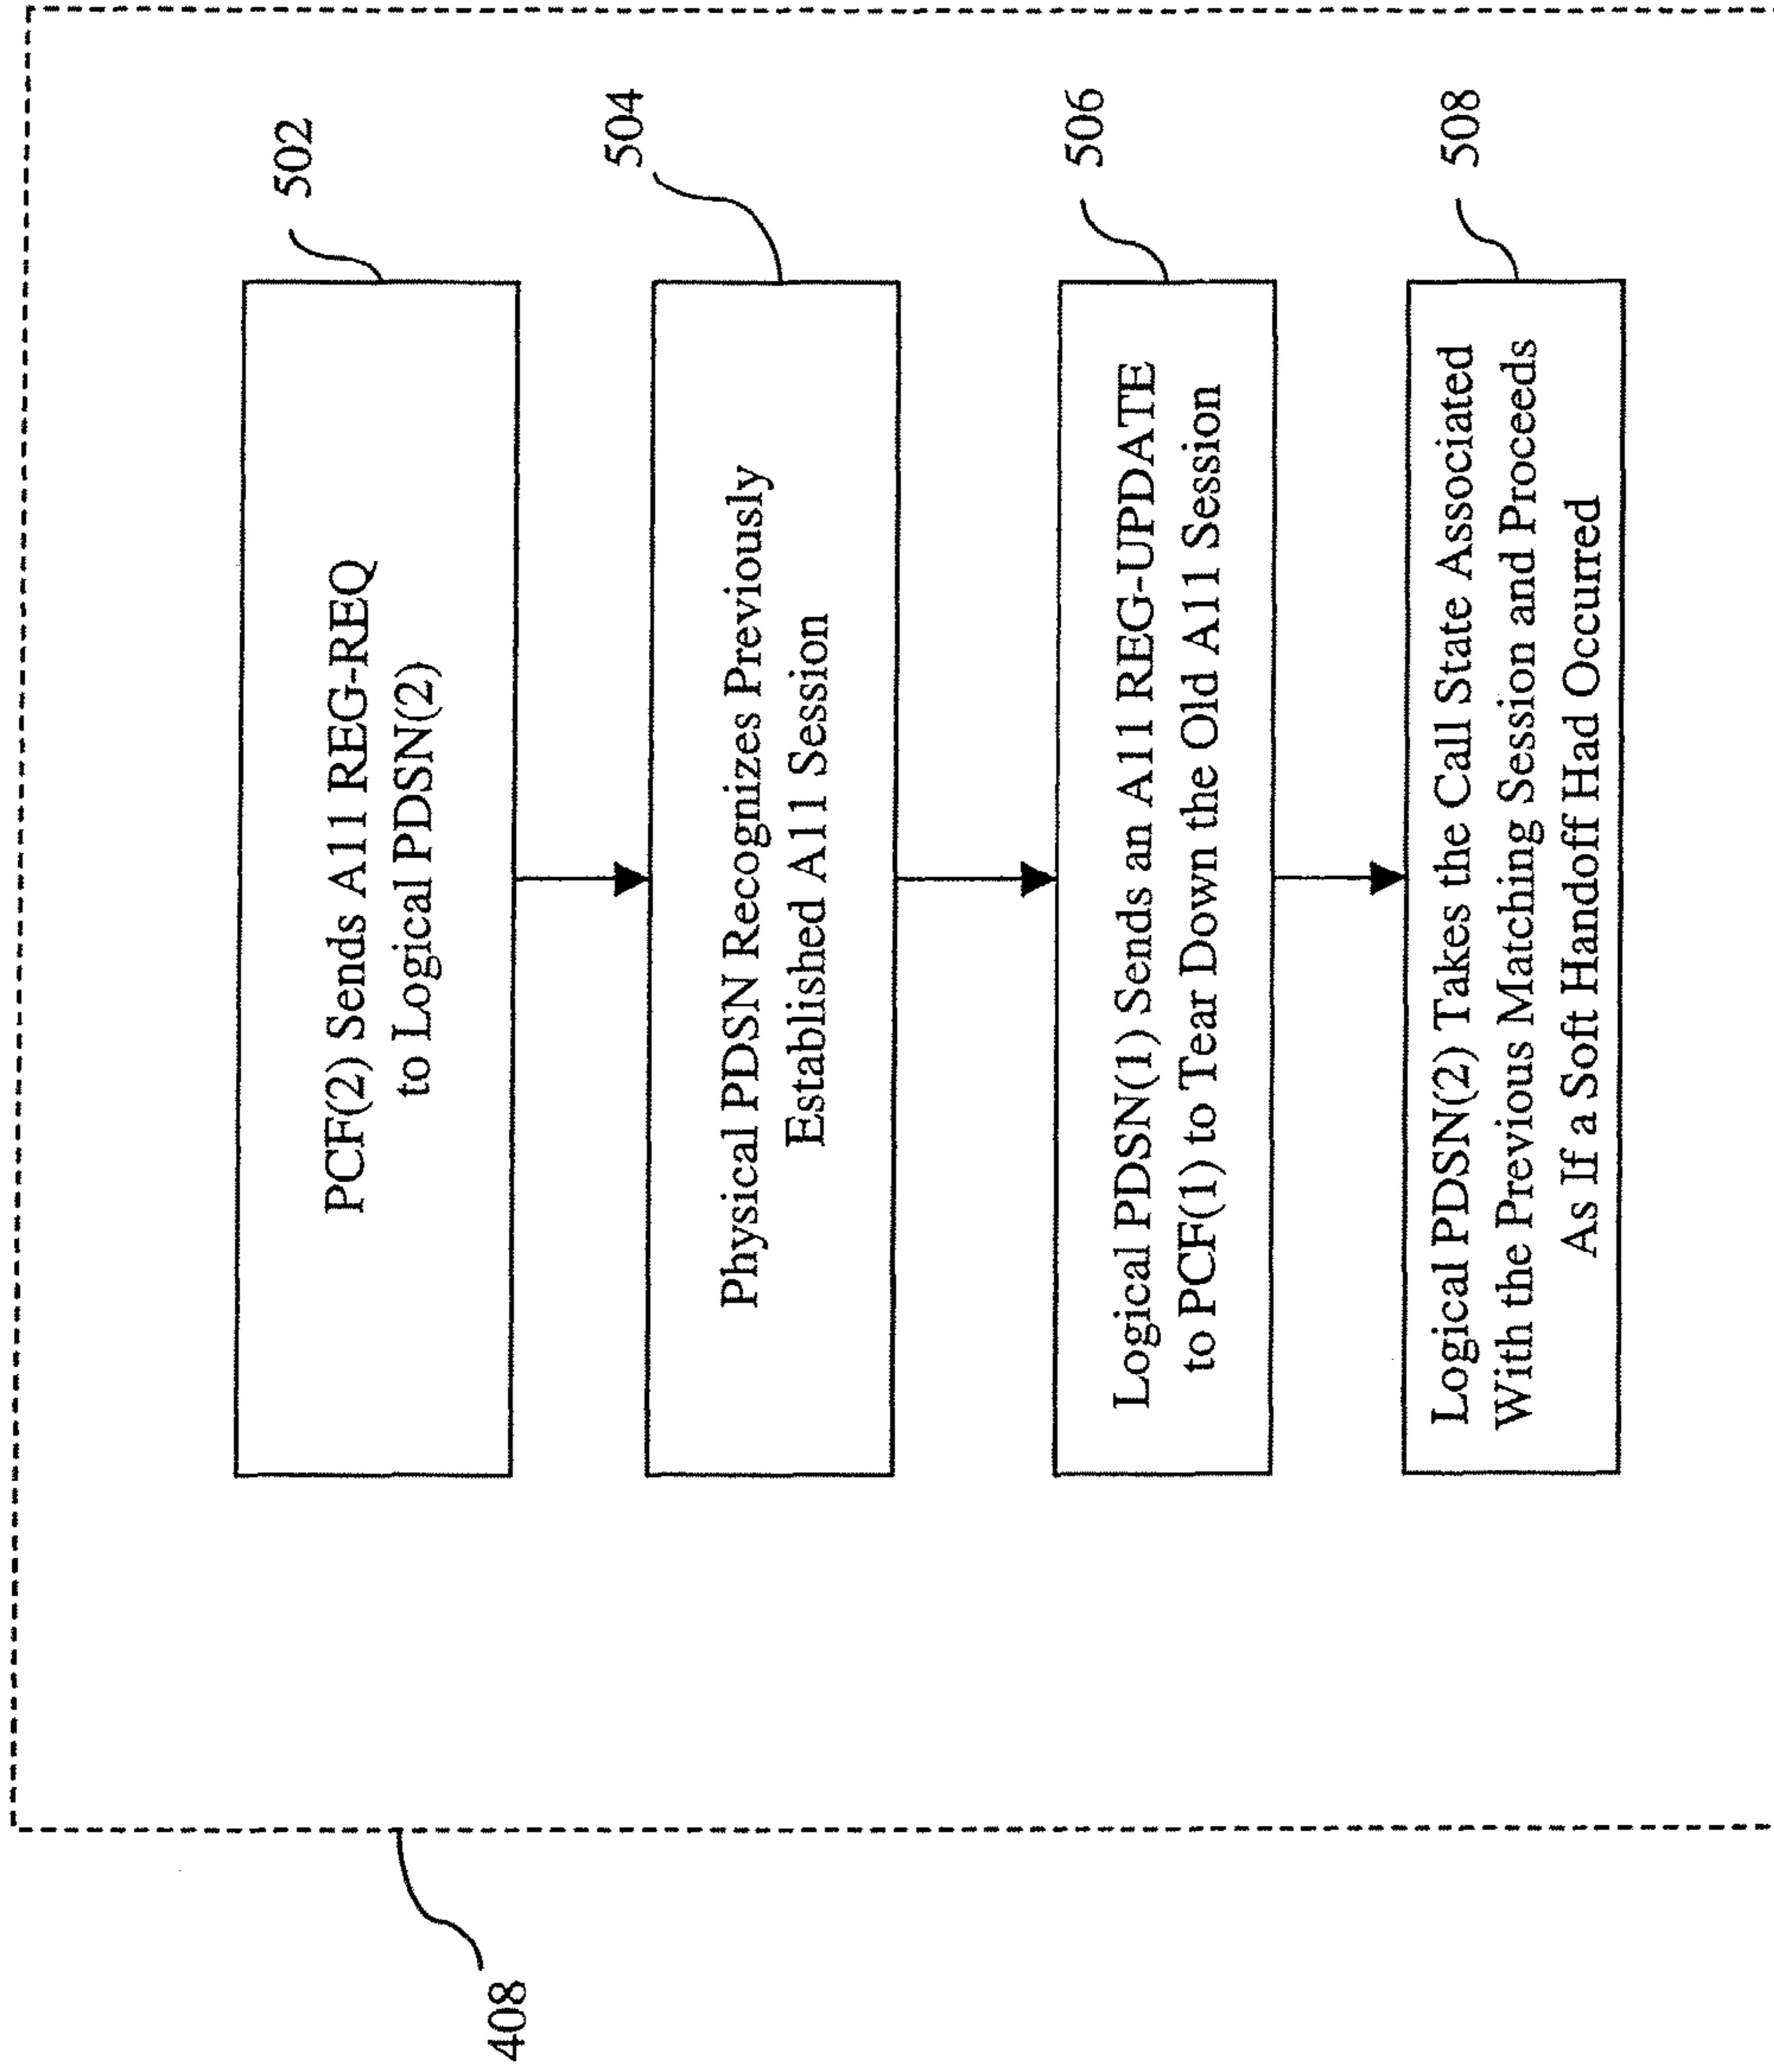 408
502
PCF(2) Sends A11 REG-REQ
to Logical PDSN(2)
504
Physical PDSN Recognizes Previously
Established A11 Session
506
Logical PDSN(1) Sends an A11 REG-UPDATE
to PCF(1) to Tear Down the Old A11 Session
508
Logical PDSN(2) Takes the Call State Associated
With the Previous Matching Session and Proceeds
As If a Soft Handoff Had Occurred